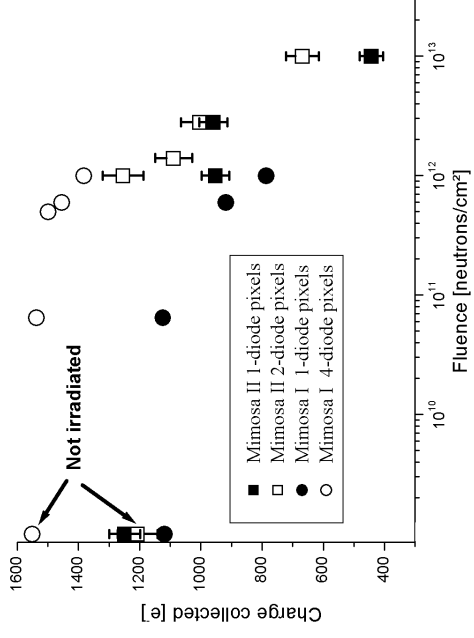 1600
1400
1200
1000
800
600
400
Charge collected [e⁻]
Not irradiated
Mimosa II 1-diode pixels
Mimosa II 2-diode pixels
Mimosa I 1-diode pixels
Mimosa I 4-diode pixels
10¹⁰
10¹¹
10¹²
10¹³
Fluence [neutrons/cm²]